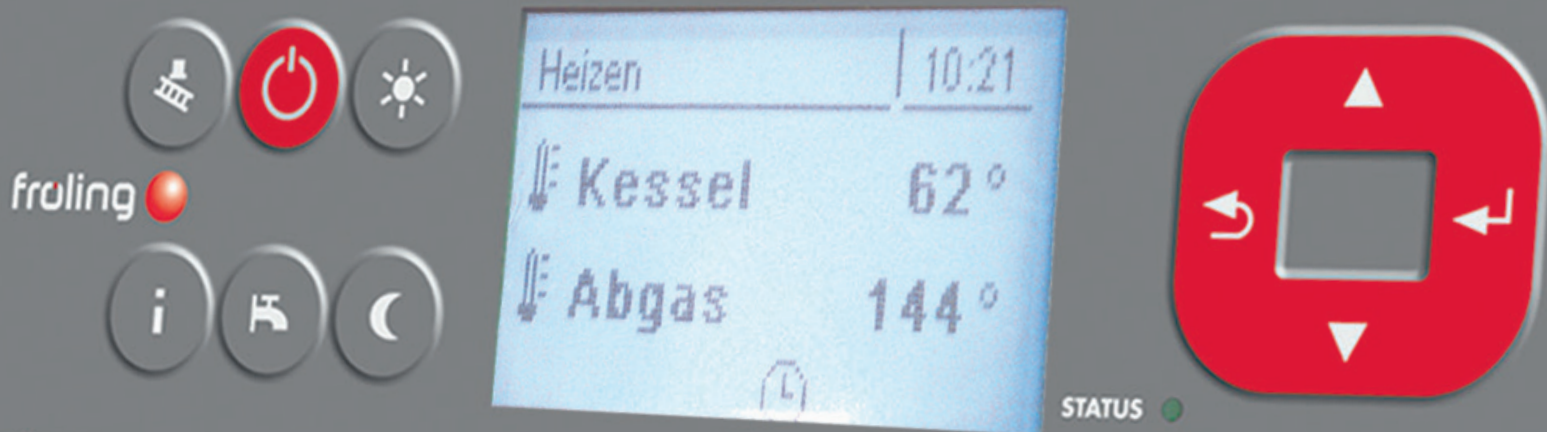 Heizen 10:21
fröling
Kessel 62°
Abgas 144°
i
STATUS